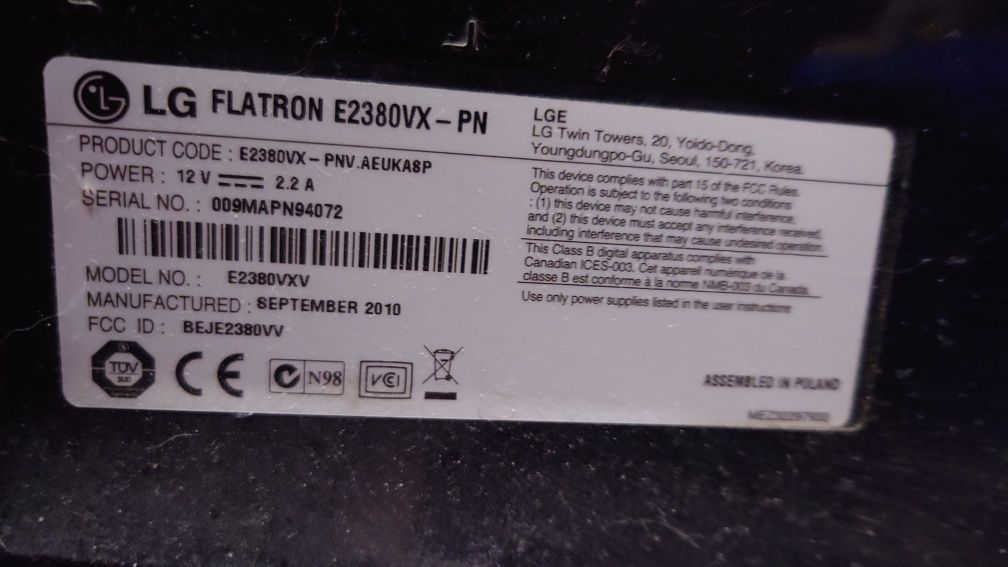 LG FLATRON E2380VX-PN
PRODUCT CODE : E2380VX-PNV.AEUKA8P
POWER : 12 V 2.2 A
SERIAL NO. : 009MAPN94072
MODEL NO. : E2380VXV
MANUFACTURED : SEPTEMBER 2010
FCC ID : BEJE2380VV
TÜV
SÜD
CE
N98
VCI
LGE
LG Twin Towers, 20, Yoido-Dong,
Youngdungpo-Gu, Seoul, 150-721, Korea
This device complies with part 15 of the FCC Rules.
Operation is subject to the following two conditions
: (1) this device may not cause harmful interference,
and (2) this device must accept any interference received,
including interference that may cause undesired operation.
This Class B digital apparatus complies with
Canadian ICES-003. Cet appareil numérique de la
classe B est conforme à la norme NMB-003 du Canada.
Use only power supplies listed in the user instructions
ASSEMBLED IN POLAND